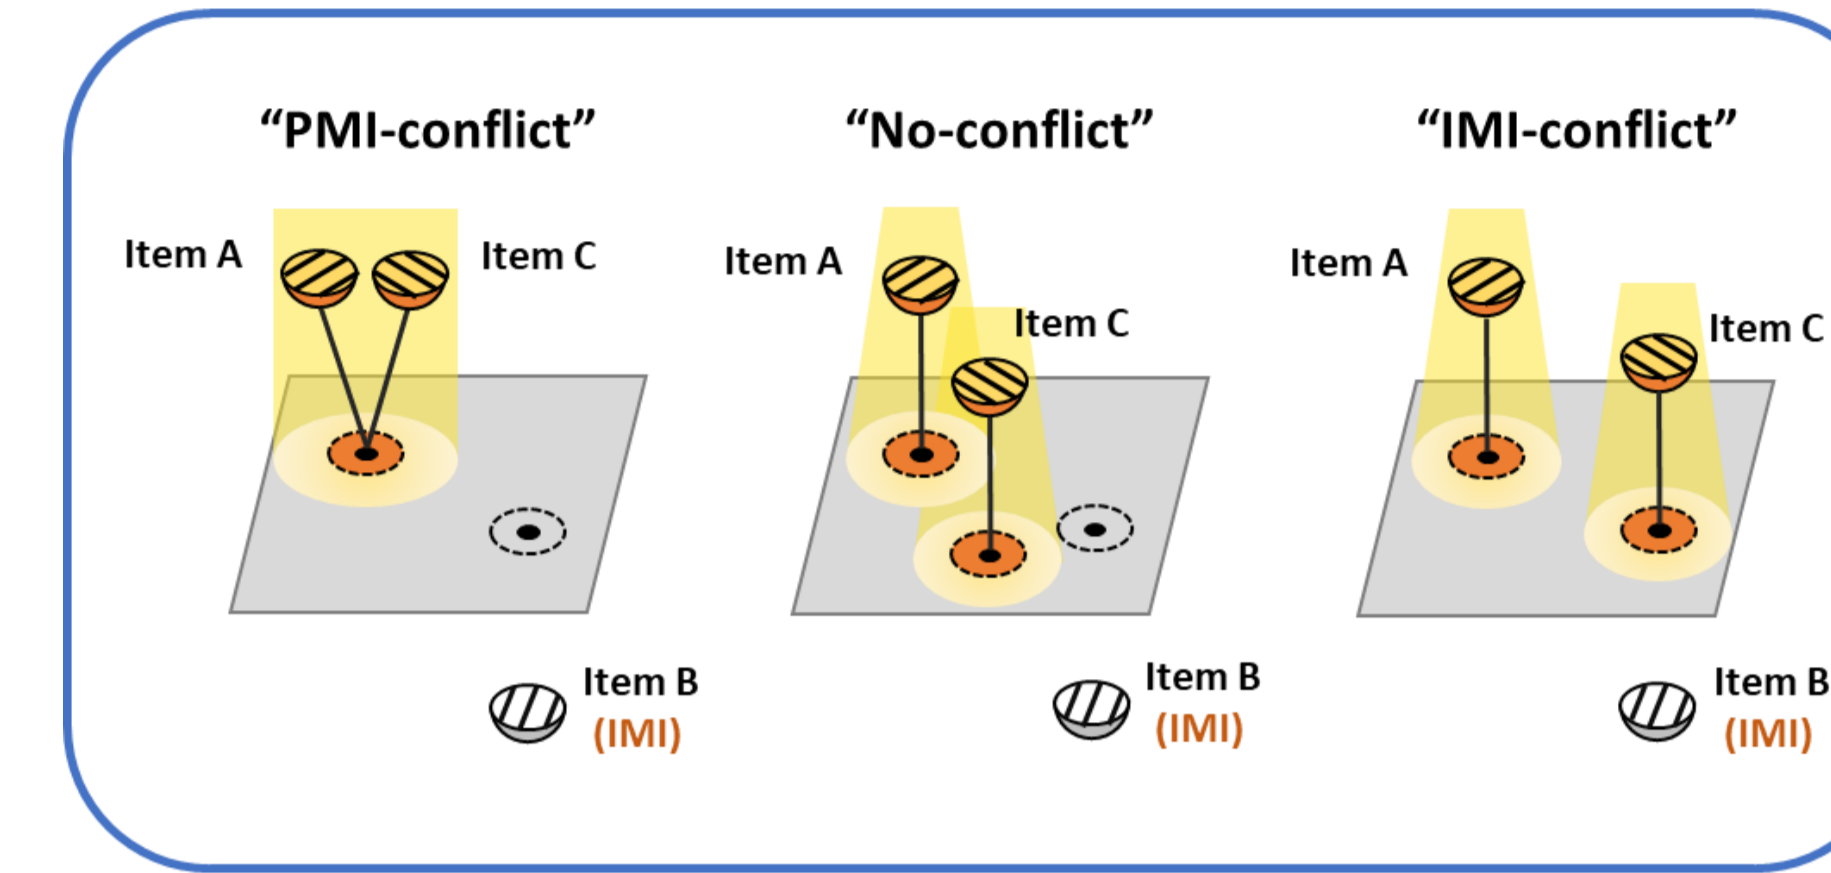 “PMI-conflict”
“No-conflict”
“IMI-conflict”
Item A
Item C
Item A
Item C
Item A
Item C
Item B
(IMI)
Item B
(IMI)
Item B
(IMI)